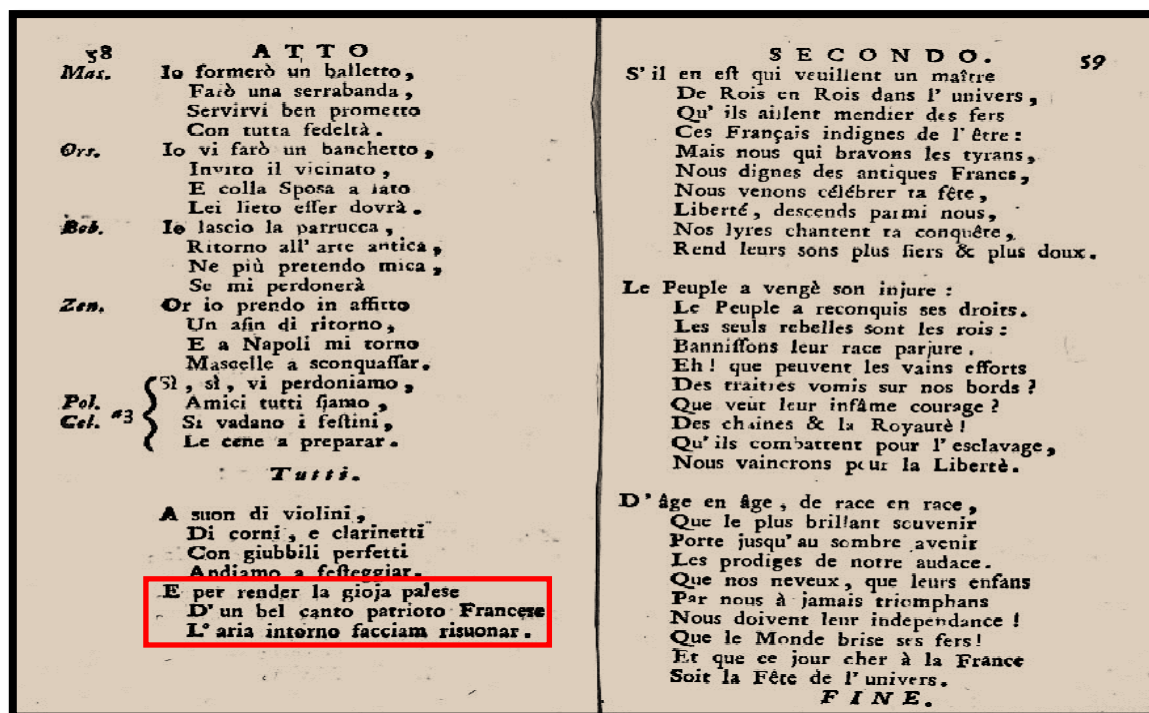 58 ATTO
Mas. Io formerò un balletto,
Farò una serrabanda,
Servirvi ben prometto
Con tutta fedeltà.
Ors. Io vi farò un banchetto,
Invito il vicinato,
E colla Sposa a lato
Lei lieto esser dovrà.
Bob. Io lascio la parrucca,
Ritorno all' arte antica,
Ne più pretendo mica,
Se mi perdonerà
Zen. Or io prendo in affitto
Un asin di ritorno,
E a Napoli mi torno
Mascelle a sconquassar.
Sì, sì, vi perdoniamo,
Pol. Amici tutti siamo,
Cel. a3 Si vadano i festini,
Le cene a preparar.
Tutti.
A suon di violini,
Di corni, e clarinetti
Con giubbili perfetti
Andiamo a festeggiar.
E per render la gioja palese
D' un bel canto patrioto Francese
L' aria intorno facciam risuonar.
SECONDO. 59
S' il en est qui veuillent un maître
De Rois en Rois dans l' univers,
Qu' ils aillent mendier des fers
Ces Français indignes de l' être:
Mais nous qui bravons les tyrans,
Nous dignes des antiques Francs,
Nous venons célébrer ta fête,
Liberté, descends parmi nous,
Nos lyres chantent ta conquête,
Rend leurs sons plus fiers & plus doux.
Le Peuple a vengè son injure:
Le Peuple a reconquis ses droits.
Les seuls rebelles sont les rois:
Bannissons leur race parjure.
Eh! que peuvent les vains efforts
Des traitres vomis sur nos bords?
Que veut leur infâme courage?
Des chaines & la Royautè!
Qu' ils combattent pour l' esclavage,
Nous vaincrons pour la Libertè.
D' âge en âge, de race en race,
Que le plus brillant souvenir
Porte jusqu' au sombre avenir
Les prodiges de notre audace.
Que nos neveux, que leurs enfans
Par nous à jamais triomphans
Nous doivent leur independance!
Que le Monde brise ses fers!
Et que ce jour cher à la France
Soit la Fête de l' univers.
FINE.